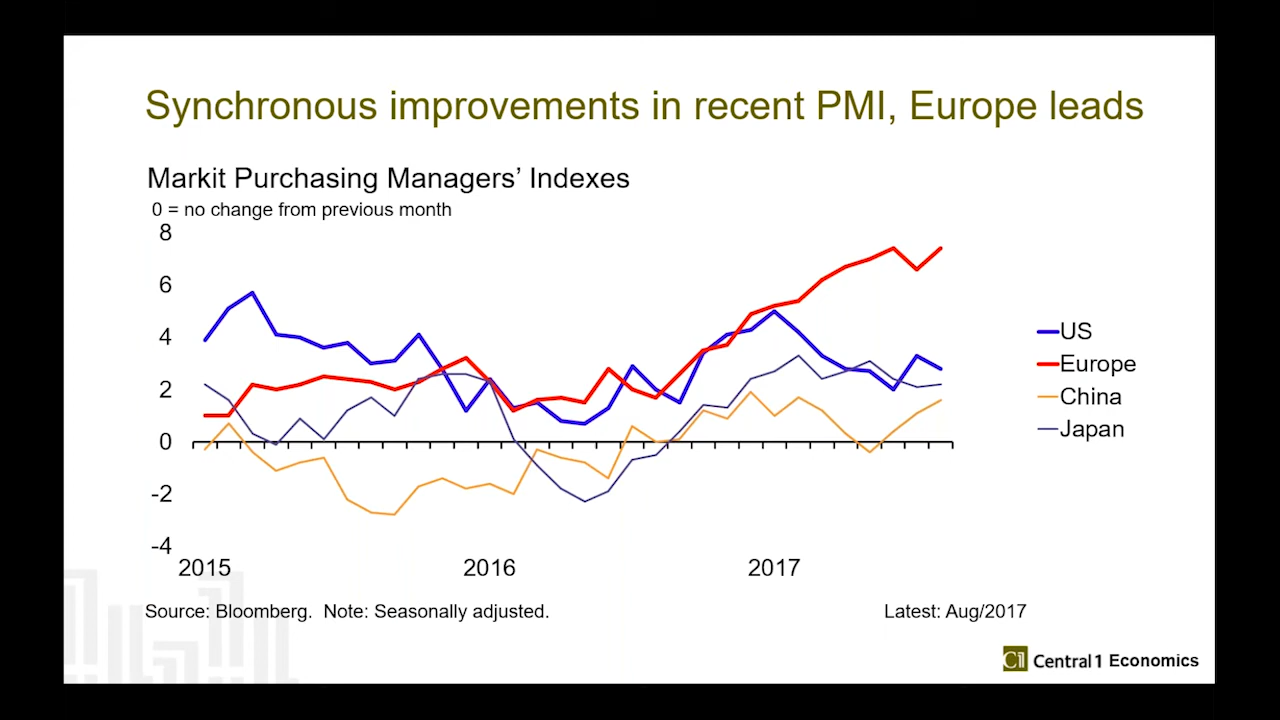 Synchronous improvements in recent PMI, Europe leads
Markit Purchasing Managers’ Indexes
0 = no change from previous month
8
6
4
2
0
-2
-4
2015 2016 2017
US
Europe
China
Japan
Source: Bloomberg. Note: Seasonally adjusted.
Latest: Aug/2017
C1 Central 1 Economics